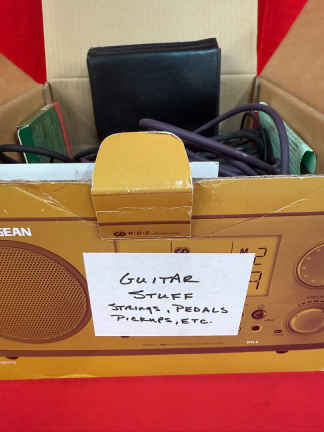 GEAN
GUITAR
STUFF
STRINGS, PEDALS
PICKUPS, ETC.